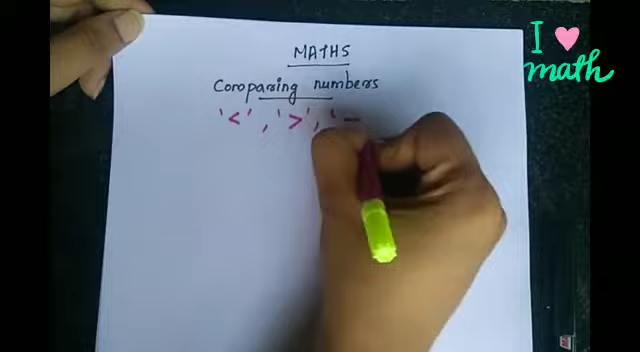 MATHS
Comparing numbers
'<' , '>' , ' -
I ♥
math